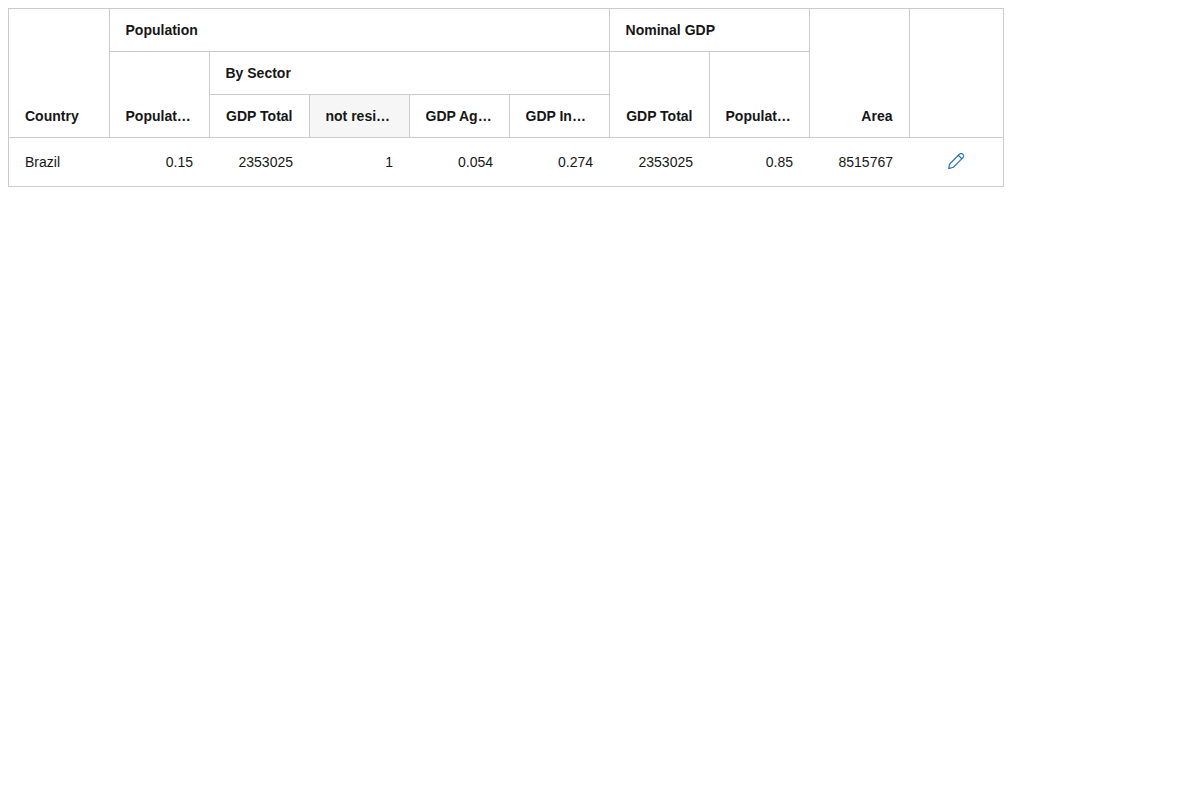 Population Nominal GDP
By Sector
Country Populat… GDP Total not resi… GDP Ag… GDP In… GDP Total Populat… Area
Brazil 0.15 2353025 1 0.054 0.274 2353025 0.85 8515767